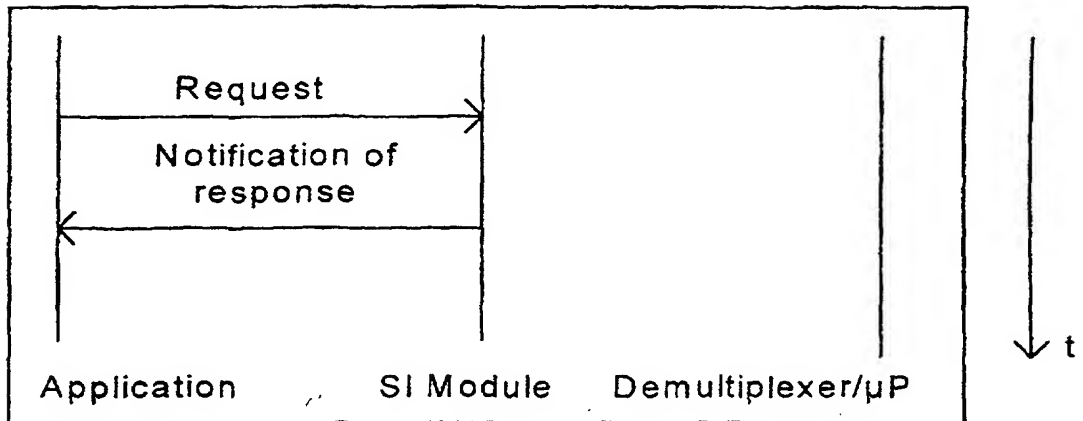 Request
Notification of
response
t
Application SI Module Demultiplexer/µP